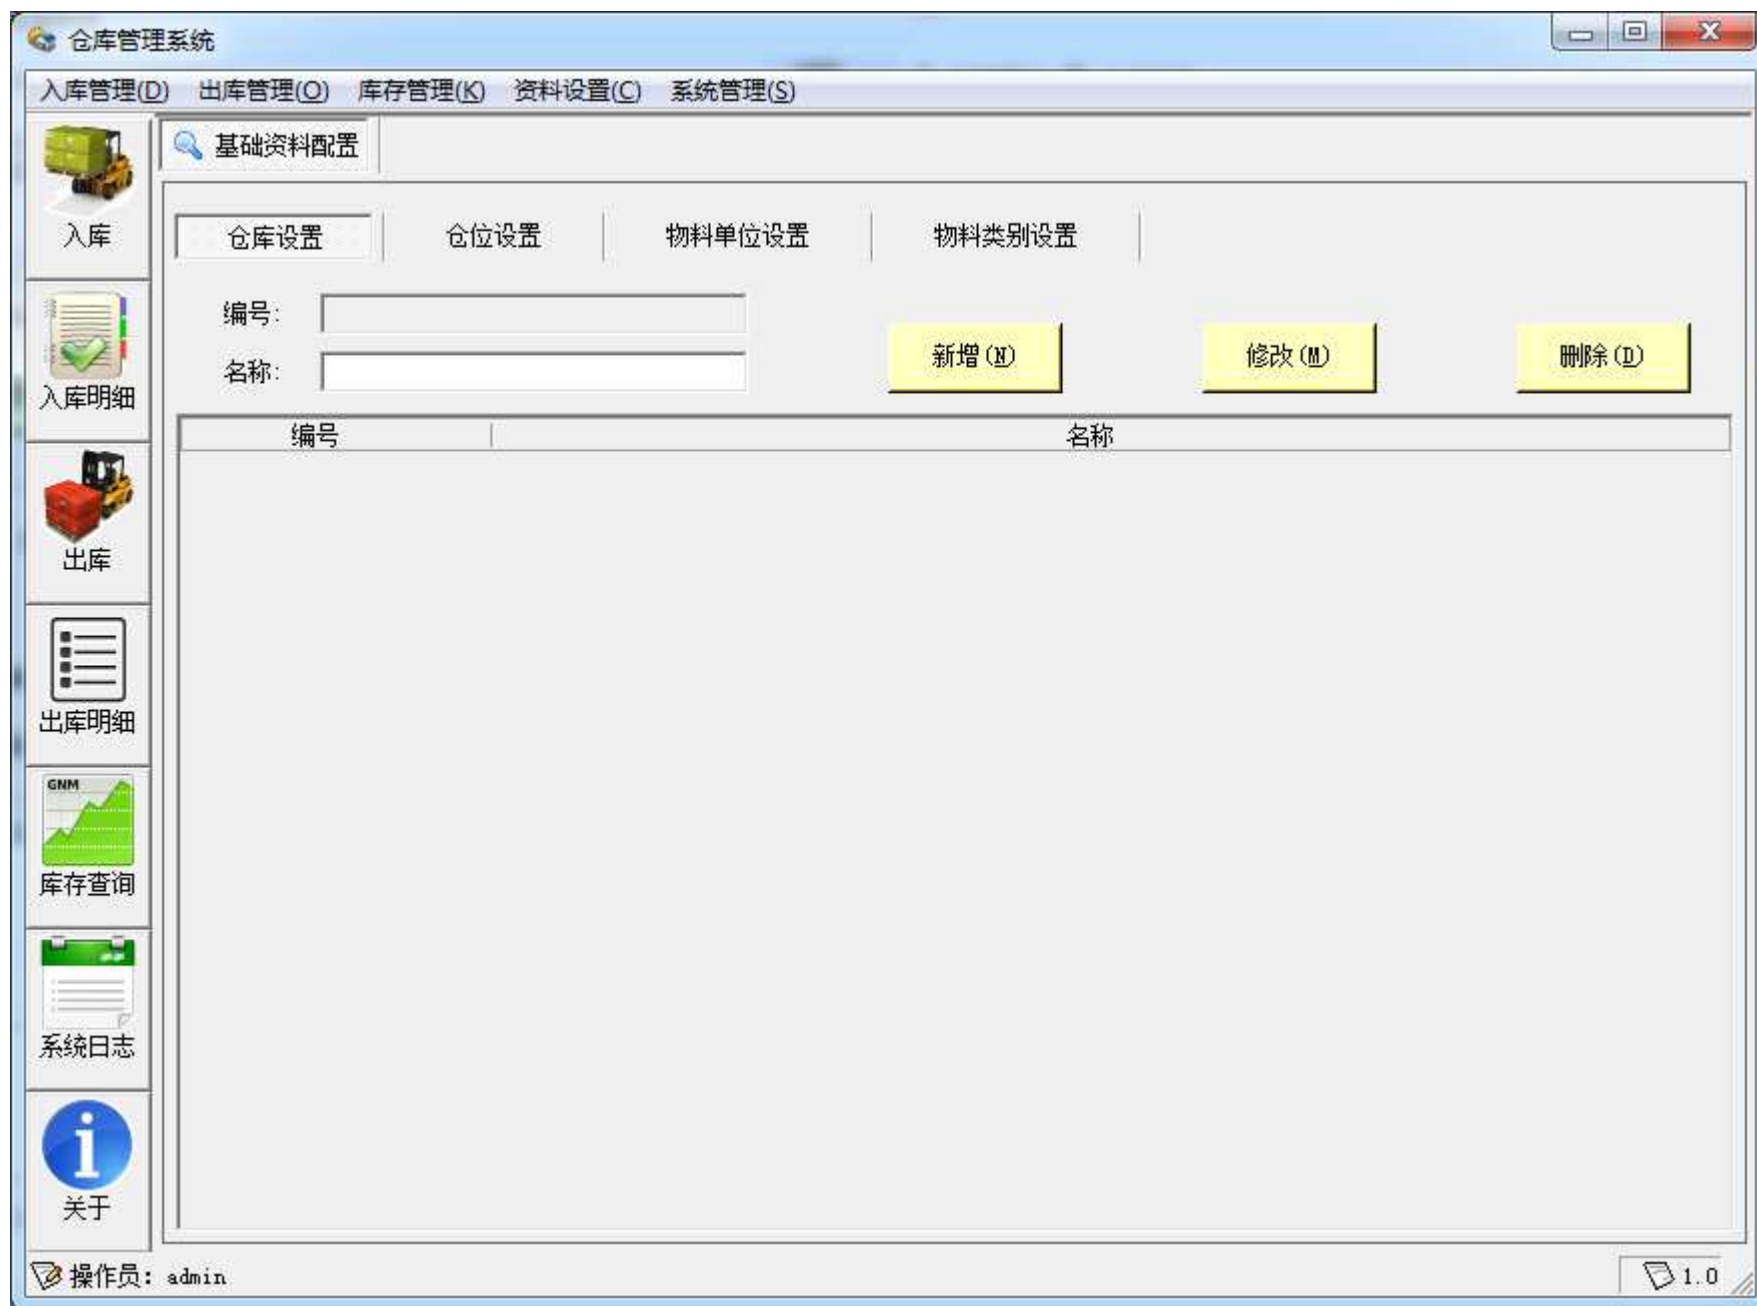 仓库管理系统
入库管理(D) 出库管理(O) 库存管理(K) 资料设置(C) 系统管理(S)
基础资料配置
入库
仓库设置 仓位设置 物料单位设置 物料类别设置
编号:
新增(N) 修改(M) 删除(D)
名称:
入库明细
编号 名称
出库
出库明细
GNM
库存查询
系统日志
关于
操作员: admin
1.0